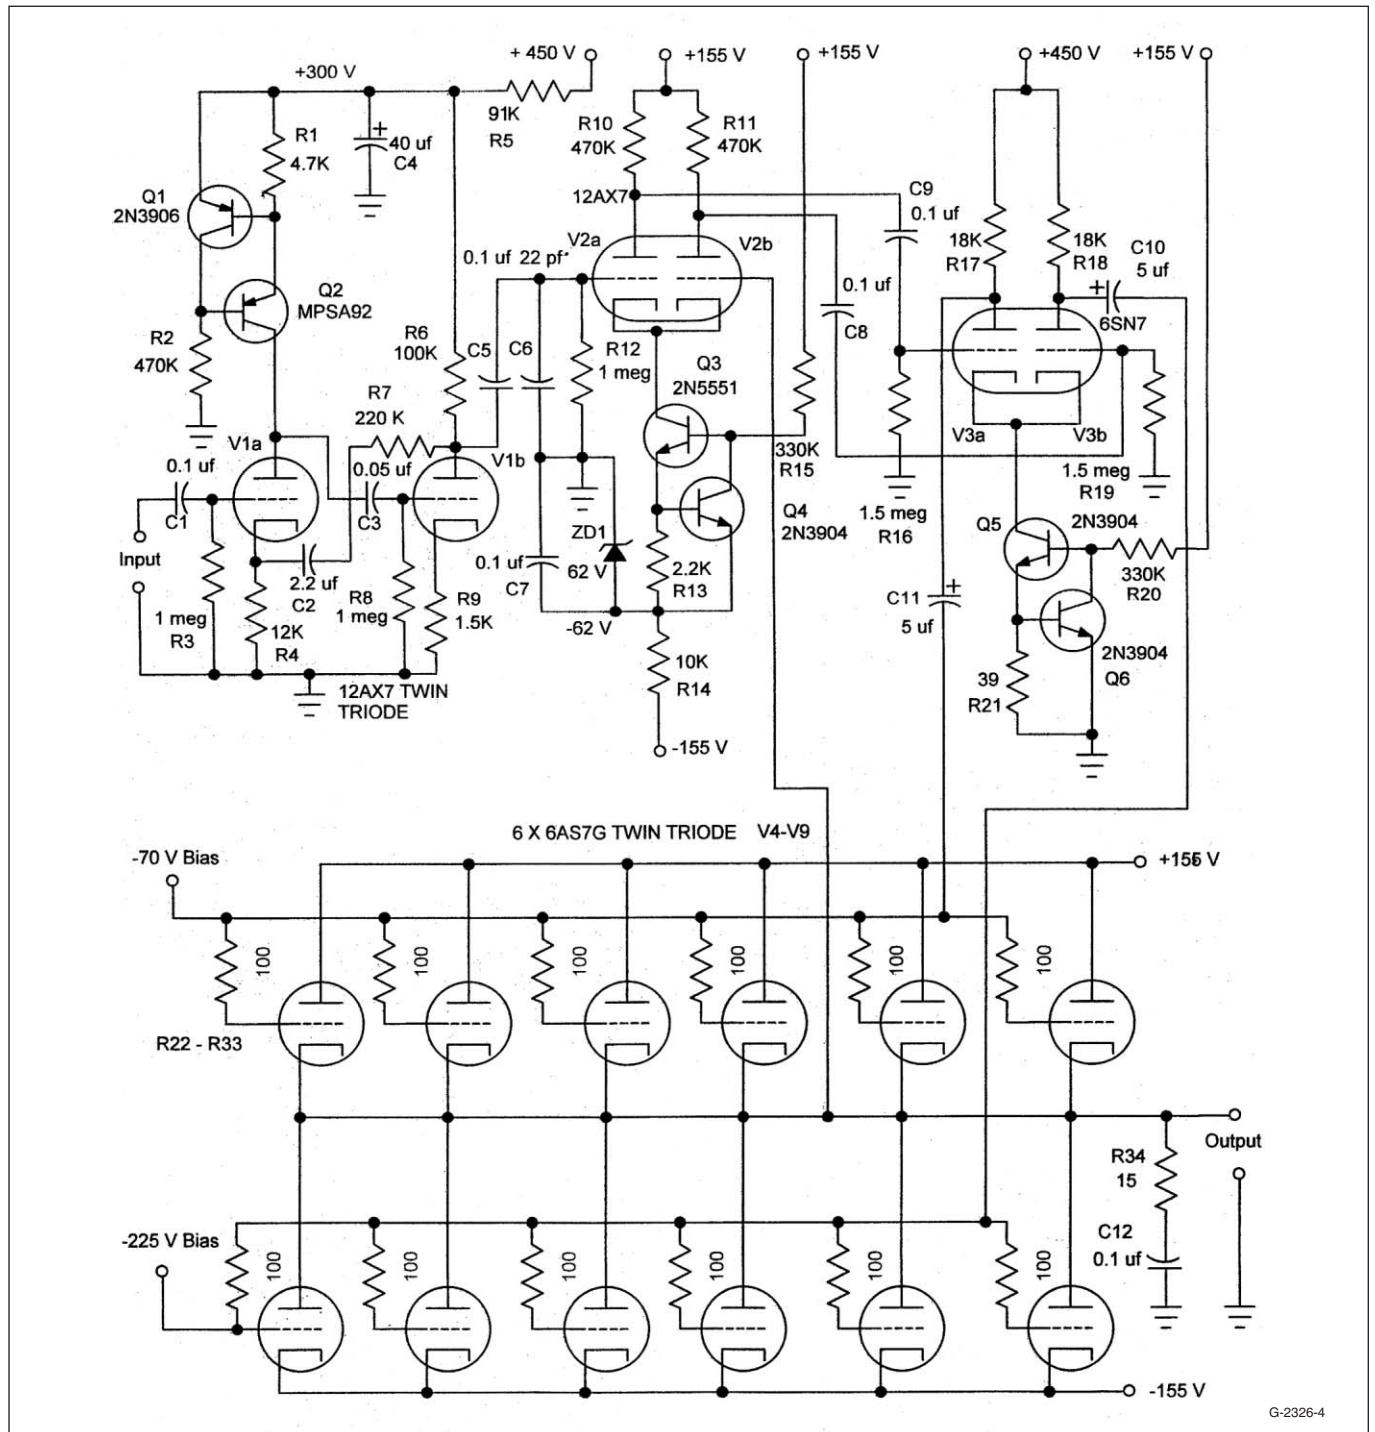 + 450 V
+155 V
+155 V
+450 V
+155 V
+300 V
91K
R5
R1
4.7K
40 uf
C4
R10
470K
R11
470K
Q1
2N3906
12AX7
C9
0.1 uf
18K
R17
18K
R18
C10
5 uf
V2a
V2b
0.1 uf
22 pf*
Q2
MPSA92
0.1 uf
C8
6SN7
R2
470K
R6
100K
C5
C6
R12
1 meg
Q3
2N5551
R7
220 K
V1a
V1b
330K
R15
V3a
V3b
0.1 uf
C1
0.05 uf
C3
1.5 meg
R16
1.5 meg
R19
Input
Q4
2N3904
Q5
2N3904
330K
R20
2.2 uf
C2
0.1 uf
C7
ZD1
62 V
2.2K
R13
-62 V
1 meg
R3
12K
R4
R8
1 meg
R9
1.5K
C11
5 uf
2N3904
Q6
39
R21
10K
R14
12AX7 TWIN
TRIODE
-155 V
6 X 6AS7G TWIN TRIODE V4-V9
-70 V Bias
+155 V
100
100
100
100
100
100
R22 - R33
Output
R34
15
C12
0.1 uf
-225 V Bias
100
100
100
100
100
100
-155 V
G-2326-4